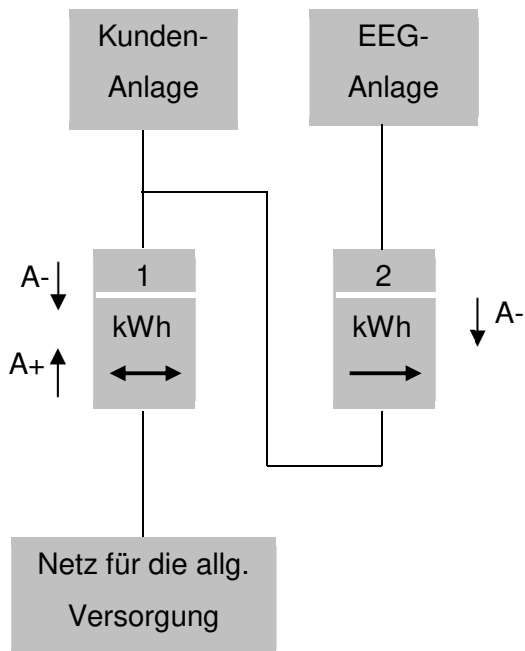 Kunden-
Anlage
EEG-
Anlage
A-
1
kWh
A+
2
kWh
A-
Netz für die allg.
Versorgung